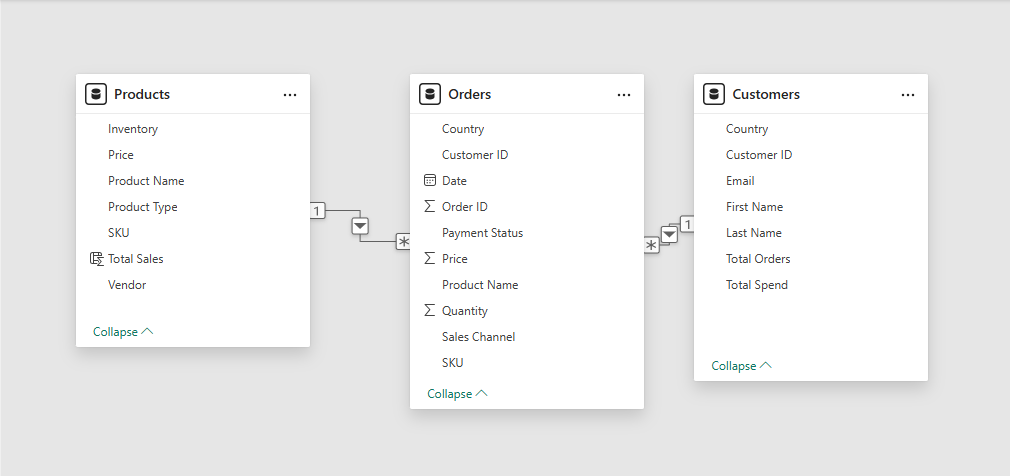 Products
Inventory
Price
Product Name
Product Type
SKU
Total Sales
Vendor
Collapse
1
*
Orders
Country
Customer ID
Date
Order ID
Payment Status
Price
Product Name
Quantity
Sales Channel
SKU
Collapse
*
1
Customers
Country
Customer ID
Email
First Name
Last Name
Total Orders
Total Spend
Collapse